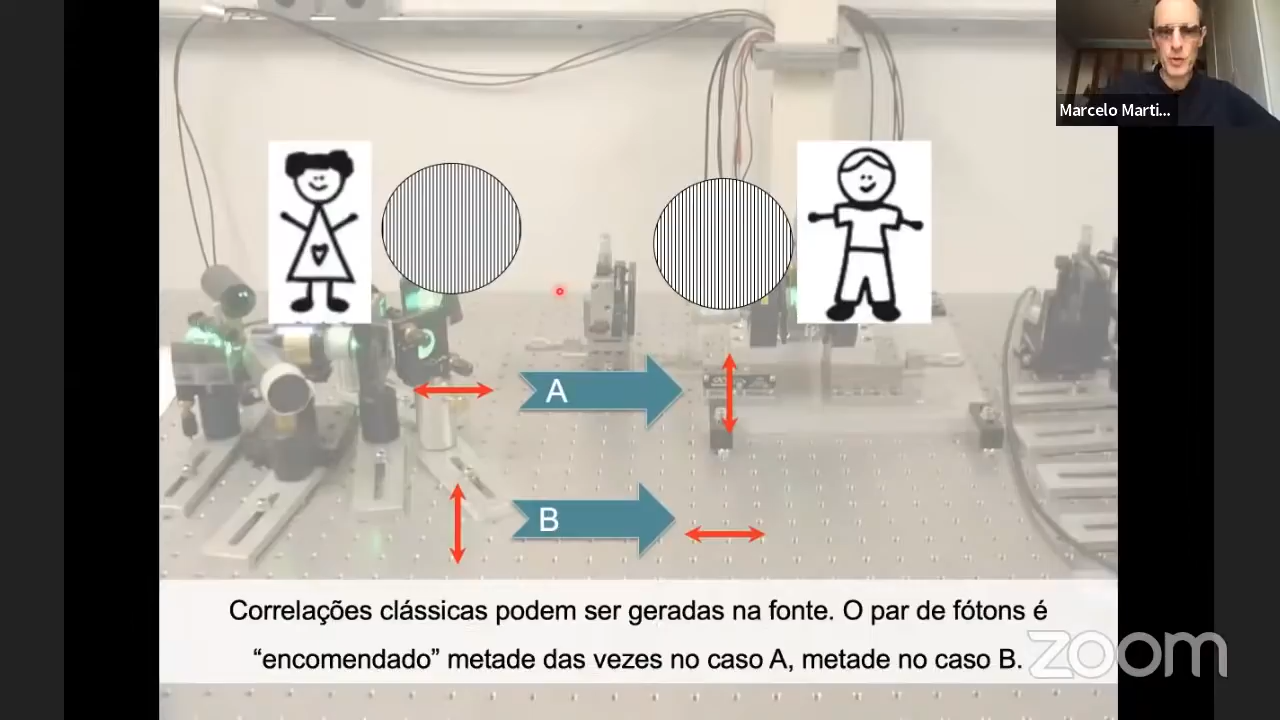 Marcelo Marti...
A
B
Correlações clássicas podem ser geradas na fonte. O par de fótons é
“encomendado” metade das vezes no caso A, metade no caso B.
zoom